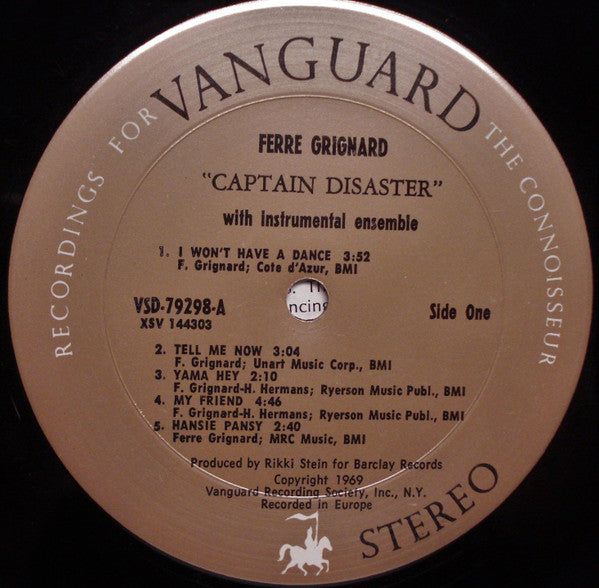 RECORDINGS FOR VANGUARD THE CONNOISSEUR
FERRE GRIGNARD
"CAPTAIN DISASTER"
with instrumental ensemble
1. I WON'T HAVE A DANCE 3:52
F. Grignard; Cote d'Azur, BMI
VSD-79298-A
XSV 144303
Side One
ncing
2. TELL ME NOW 3:04
F. Grignard; Unart Music Corp., BMI
3. YAMA HEY 2:10
F. Grignard-H. Hermans; Ryerson Music Publ., BMI
4. MY FRIEND 4:46
F. Grignard-H. Hermans; Ryerson Music Publ., BMI
5. HANSIE PANSY 2:40
Ferre Grignard; MRC Music, BMI
Produced by Rikki Stein for Barclay Records
Copyright 1969
Vanguard Recording Society, Inc., N.Y.
Recorded in Europe
STEREO